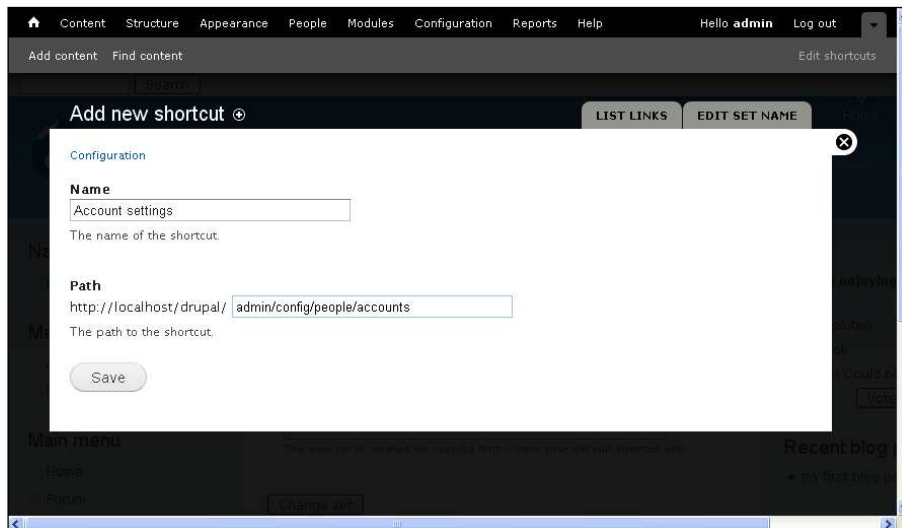 Content Structure Appearance People Modules Configuration Reports Help Hello admin Log out
Add content Find content Edit shortcuts
Search
Add new shortcut LIST LINKS EDIT SET NAME Home
Configuration
Name
Account settings
The name of the shortcut.
Path
http://localhost/drupal/ admin/config/people/accounts
The path to the shortcut.
Save
Vote
Main menu
Recent blog
Home
my first blog
Forum
Change set